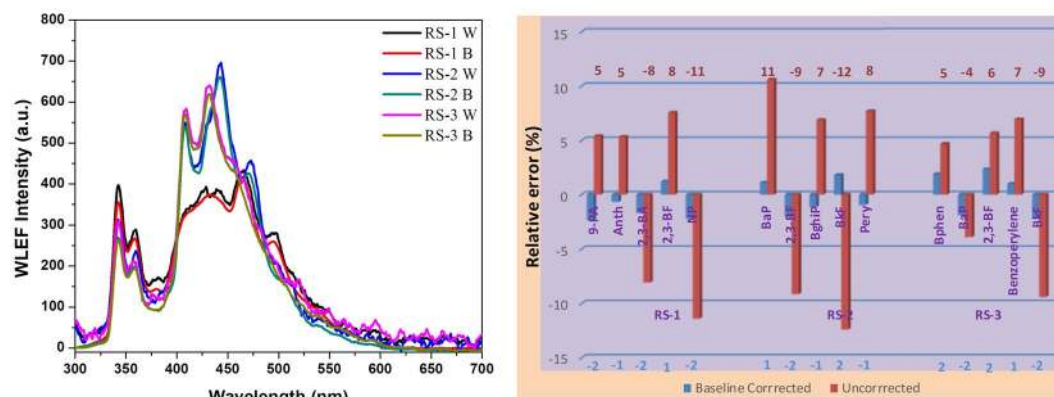 WLEF Intensity (a.u.)
800
700
600
500
400
300
200
100
0
300 350 400 450 500 550 600 650 700
Wavelength (nm)
RS-1 W
RS-1 B
RS-2 W
RS-2 B
RS-3 W
RS-3 B
Relative error (%)
15
10
5
0
-5
-10
-15
5 5 -8 8 -11 11 -9 7 -12 8 5 -4 6 7 -9
9-PA
Anth
2,3-BA
2,3-BF
NP
BaP
2,3-BF
BghiP
BkF
Pery
Bphen
BaP
2,3-BF
Benzoperylene
BkF
RS-1 RS-2 RS-3
-2 -1 -2 1 -2 1 -2 -1 2 -1 2 -2 2 1 -2
Baseline Corrrected Uncorrrected